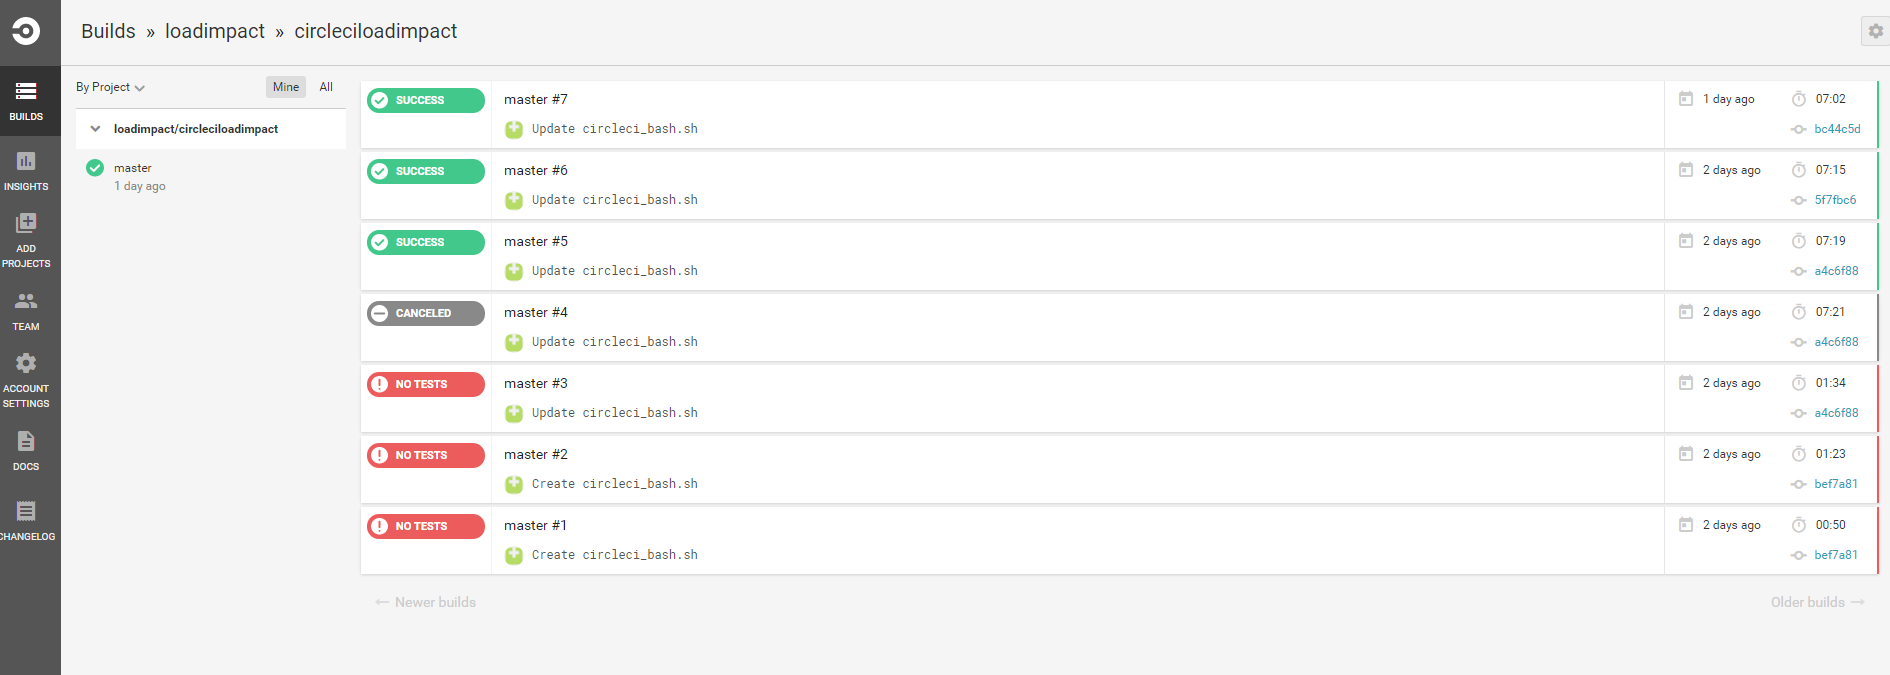 Builds » loadimpact » circleciloadimpact
BUILDS
INSIGHTS
ADD
PROJECTS
TEAM
ACCOUNT
SETTINGS
DOCS
CHANGELOG
By Project Mine All
loadimpact/circleciloadimpact
master
1 day ago
SUCCESS master #7 1 day ago 07:02
Update circleci_bash.sh bc44c5d
SUCCESS master #6 2 days ago 07:15
Update circleci_bash.sh 5f7fbc6
SUCCESS master #5 2 days ago 07:19
Update circleci_bash.sh a4c6f88
CANCELED master #4 2 days ago 07:21
Update circleci_bash.sh a4c6f88
NO TESTS master #3 2 days ago 01:34
Update circleci_bash.sh a4c6f88
NO TESTS master #2 2 days ago 01:23
Create circleci_bash.sh bef7a81
NO TESTS master #1 2 days ago 00:50
Create circleci_bash.sh bef7a81
← Newer builds Older builds →